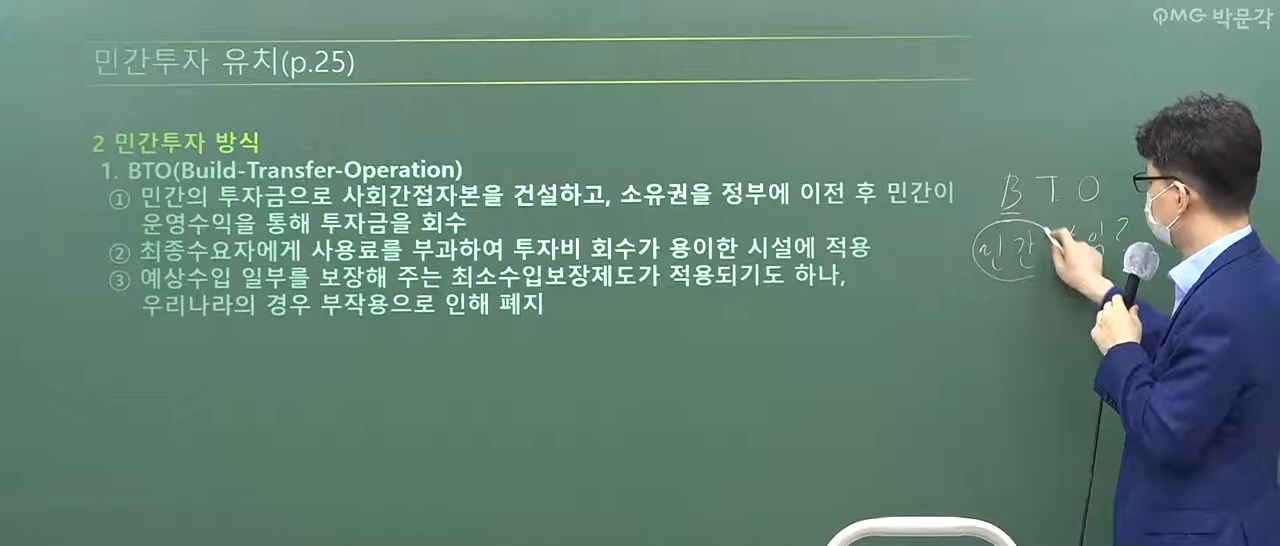 QMG 박문각
민간투자 유치(p.25)
2 민간투자 방식
1. BTO(Build-Transfer-Operation)
① 민간의 투자금으로 사회간접자본을 건설하고, 소유권을 정부에 이전 후 민간이
운영수익을 통해 투자금을 회수
② 최종수요자에게 사용료를 부과하여 투자비 회수가 용이한 시설에 적용
③ 예상수입 일부를 보장해 주는 최소수입보장제도가 적용되기도 하나,
우리나라의 경우 부작용으로 인해 폐지
B T O
민간